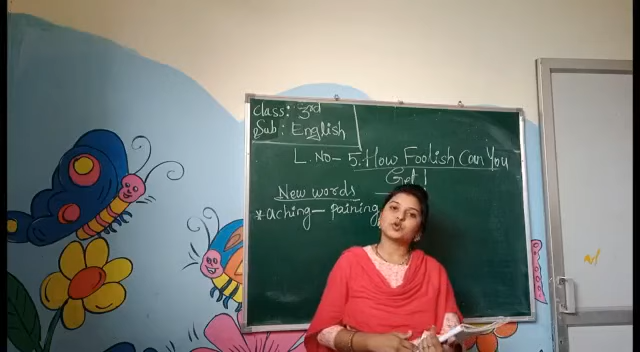 Class: 3rd
Sub: English
L. No- 5: How Foolish Can You
Get!
New words
*aching- paining